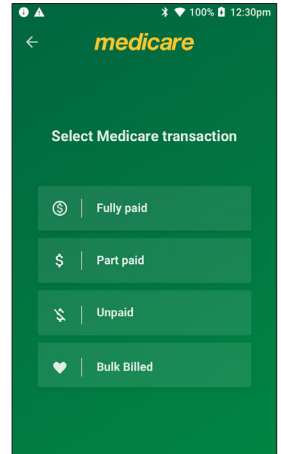 100% 12:30pm
medicare
Select Medicare transaction
Fully paid
Part paid
Unpaid
Bulk Billed